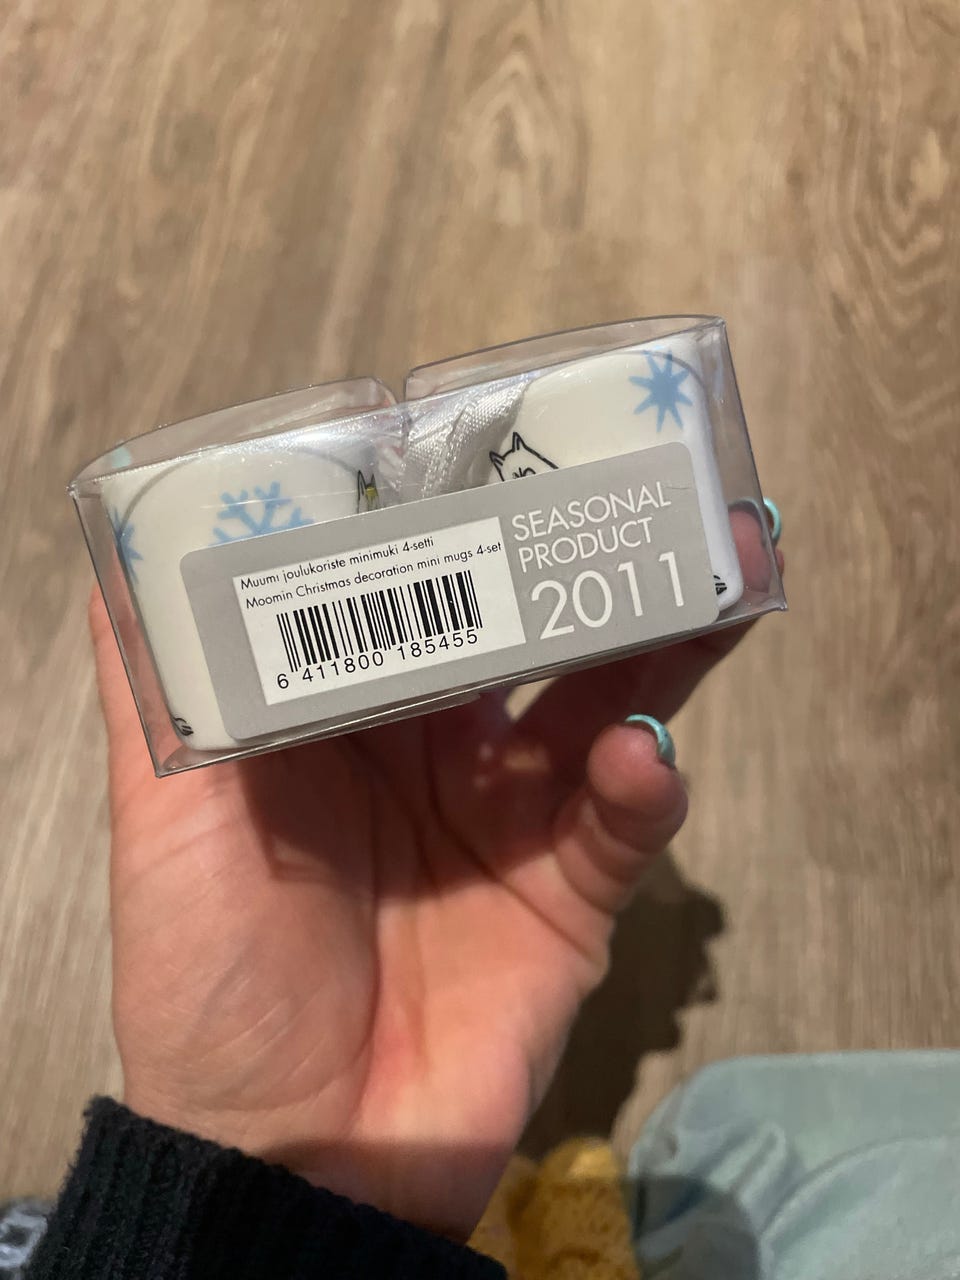 Muumi joulukoriste minimuki 4-setti
Moomin Christmas decoration mini mugs 4-set
6 411800 185455
SEASONAL
PRODUCT
2011